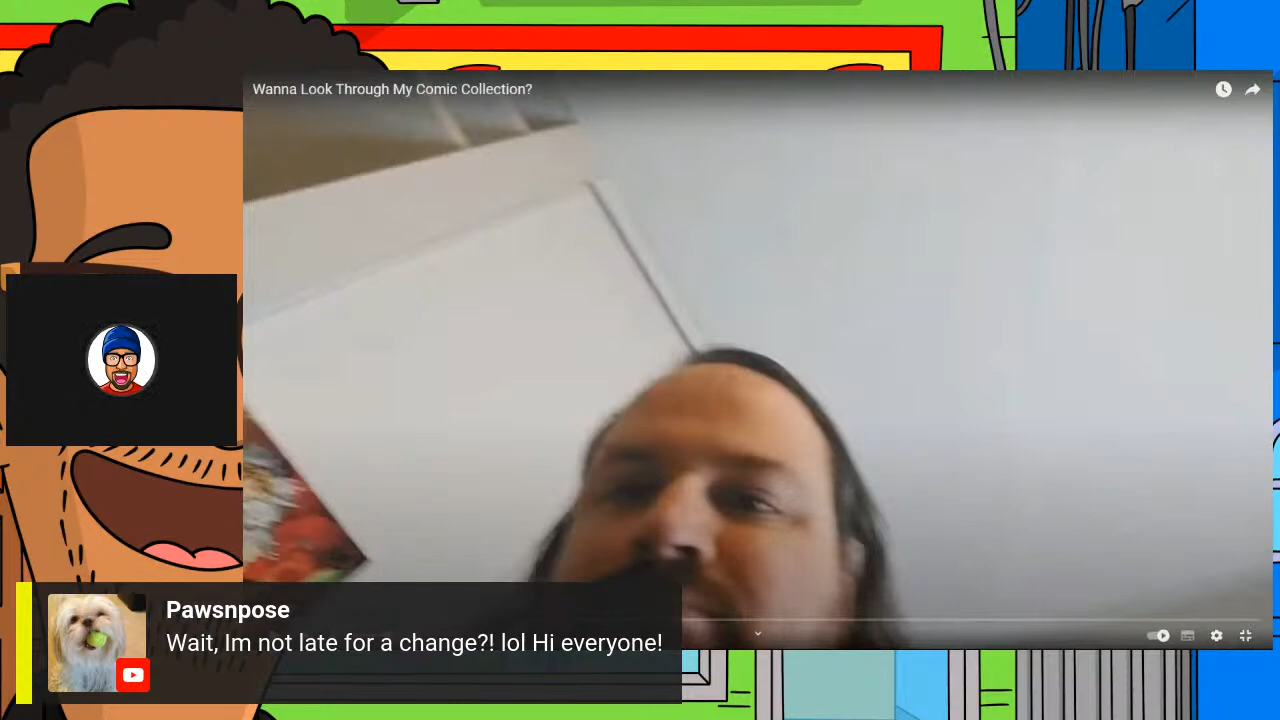 Wanna Look Through My Comic Collection?
Pawsnpose
Wait, Im not late for a change?! lol Hi everyone!